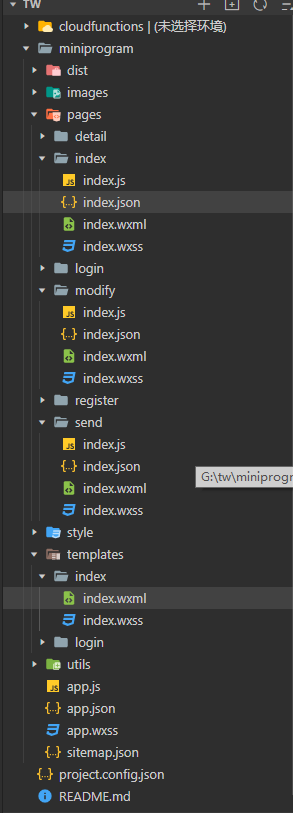 TW
cloudfunctions | (未选择环境)
miniprogram
dist
images
pages
detail
index
index.js
index.json
index.wxml
index.wxss
login
modify
index.js
index.json
index.wxml
index.wxss
register
send
index.js
index.json
G:\tw\miniprogr
index.wxml
index.wxss
style
templates
index
index.wxml
index.wxss
login
utils
app.js
app.json
app.wxss
sitemap.json
project.config.json
README.md